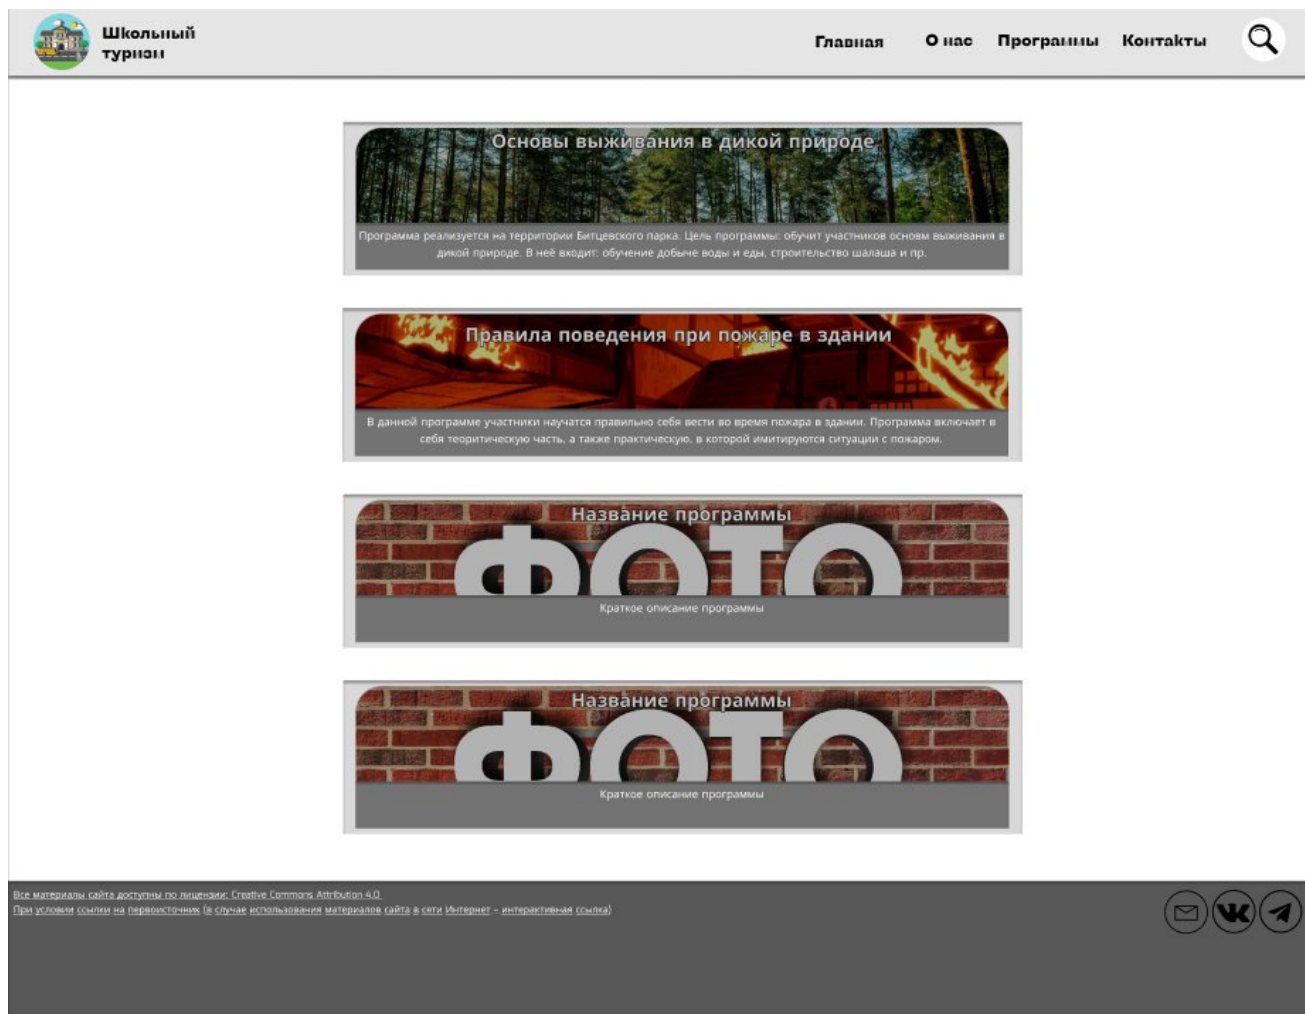 Школьный
туризм
Главная О нас Программы Контакты
Основы выживания в дикой природе
Программа реализуется на территории Битцевского парка. Цель программы: обучит участников основм выживания в
дикой природе. В неё входит: обучение добыче воды и еды, строительство шалаша и пр.
Правила поведения при пожаре в здании
В данной программе участники научатся правильно себя вести во время пожара в здании. Программа включает в
себя теоритическую часть, а также практическую, в которой имитируются ситуации с пожаром.
Название программы
ФОТО
Краткое описание программы
Название программы
ФОТО
Краткое описание программы
Все материалы сайта доступны по лицензии: Creative Commons Attribution 4.0
При условии ссылки на первоисточник (в случае использования материалов сайта в сети Интернет – интерактивная ссылка)